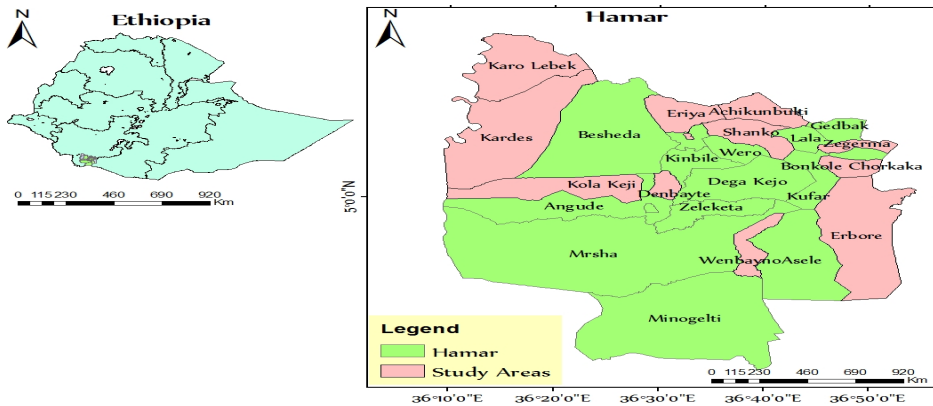 Ethiopia
N
0 115 230 460 690 920
Km
Hamar
N
Karo Lebek
Kardes
Besheda
Eriya
Achikunbulti
Shanko
Gedbak
Lala
Zegerma
Wero
Kinbile
Bonkole
Chorkaka
Kola Keji
Denbayte
Dega Kejo
Kufar
Angude
Zeleketa
Erbore
Mrsha
Wenbayno
Asele
Minogelti
5°0'0"N
Legend
Hamar
Study Areas
0 115 230 460 690 920
Km
36°10'0"E 36°20'0"E 36°30'0"E 36°40'0"E 36°50'0"E